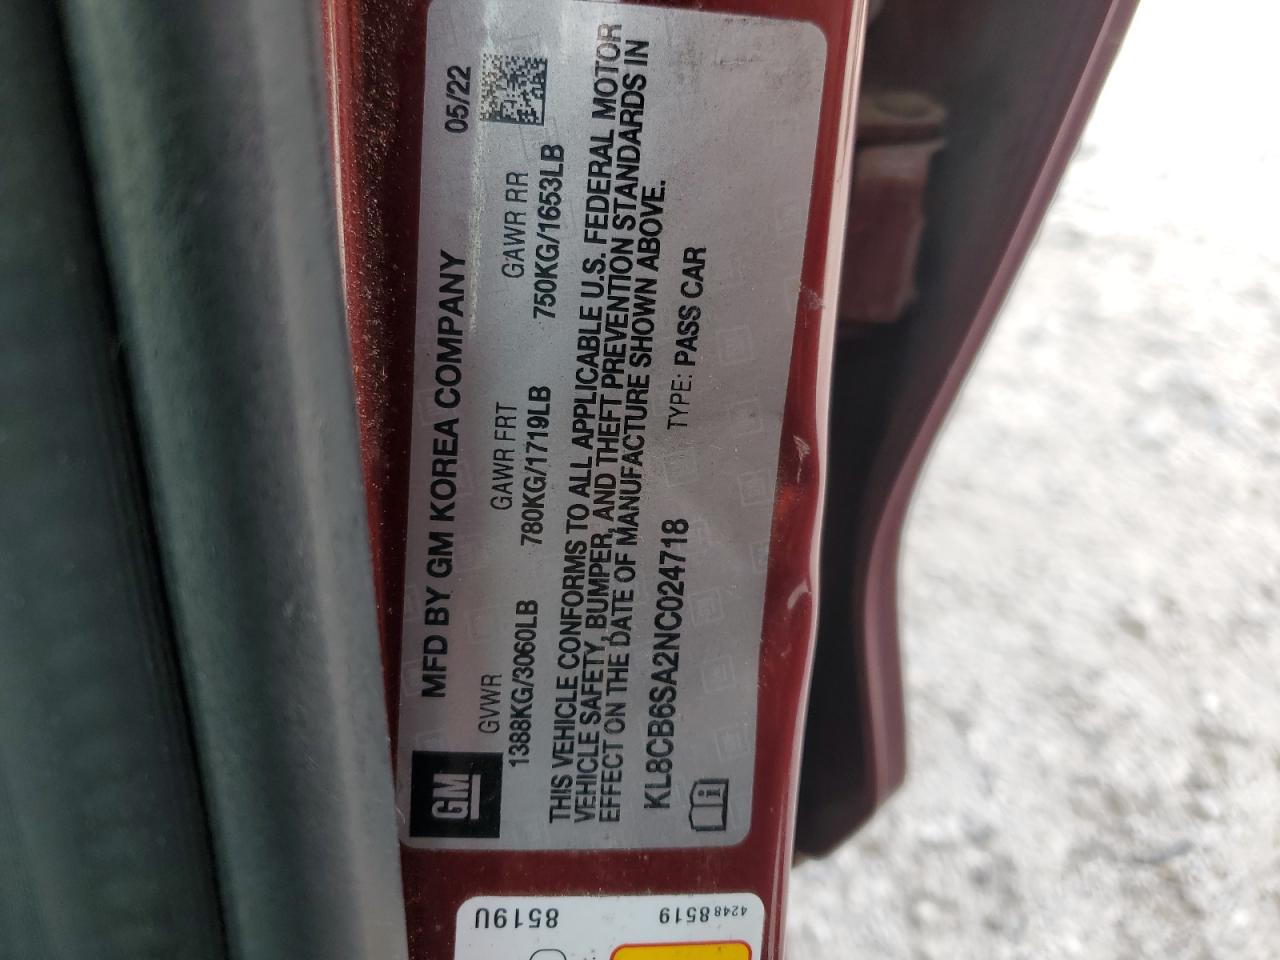 GM
MFD BY GM KOREA COMPANY 05/22
GVWR GAWR FRT GAWR RR
1388KG/3060LB 780KG/1719LB 750KG/1653LB
THIS VEHICLE CONFORMS TO ALL APPLICABLE U.S. FEDERAL MOTOR
VEHICLE SAFETY, BUMPER, AND THEFT PREVENTION STANDARDS IN
EFFECT ON THE DATE OF MANUFACTURE SHOWN ABOVE.
KL8CB6SA2NC024718 TYPE: PASS CAR
8519U
42488519